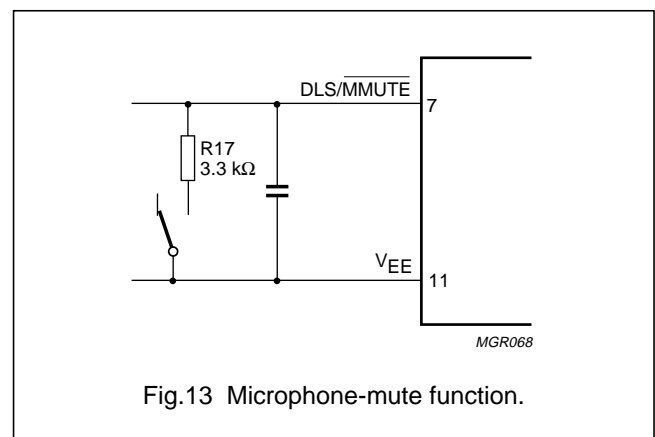 DLS/MMUTE
7
R17
3.3 kΩ
VEE
11
MGR068
Fig.13 Microphone-mute function.